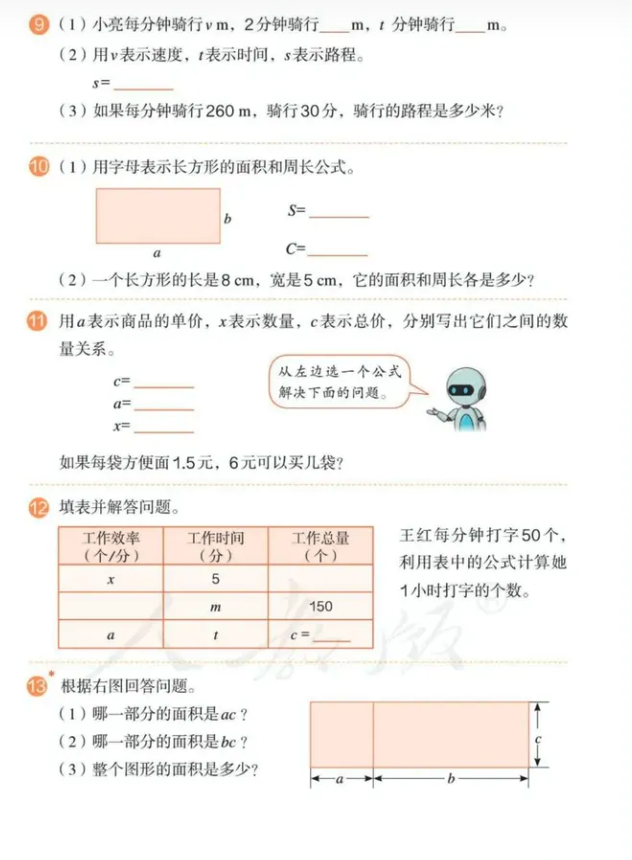 9 (1) 小亮每分钟骑行v m，2分钟骑行____m，t 分钟骑行____m。
(2) 用v表示速度，t表示时间，s表示路程。
s=________
(3) 如果每分钟骑行260 m，骑行30分，骑行的路程是多少米？
10 (1) 用字母表示长方形的面积和周长公式。
S=________
b
a
C=________
(2) 一个长方形的长是8 cm，宽是5 cm，它的面积和周长各是多少？
11 用a表示商品的单价，x表示数量，c表示总价，分别写出它们之间的数
量关系。
从左边选一个公式
解决下面的问题。
c=________
a=________
x=________
如果每袋方便面1.5元，6元可以买几袋？
12 填表并解答问题。
工作效率 工作时间 工作总量
（个/分） （分） （个）
x 5
m 150
a t c=____
王红每分钟打字50个，
利用表中的公式计算她
1小时打字的个数。
人教版
13* 根据右图回答问题。
(1) 哪一部分的面积是ac？
(2) 哪一部分的面积是bc？
(3) 整个图形的面积是多少？
c
a b